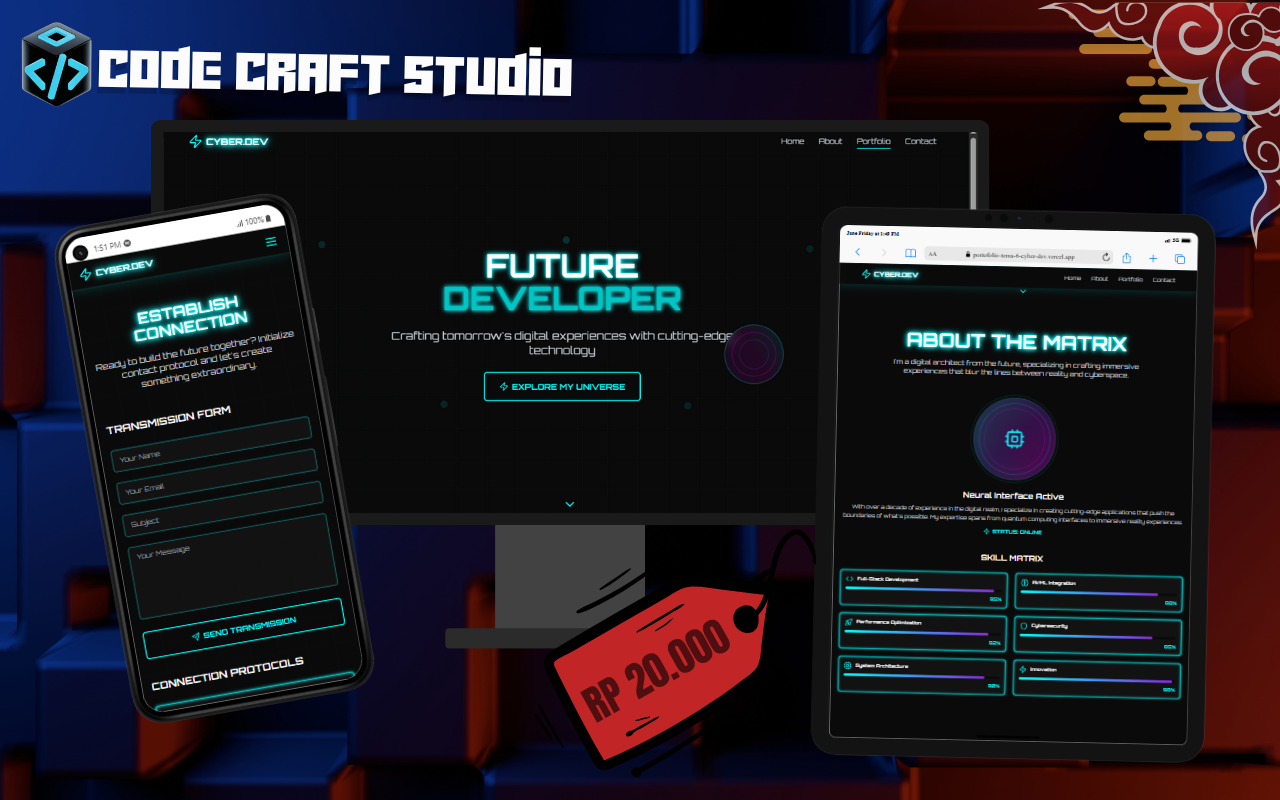 CODE CRAFT STUDIO
CYBER.DEV
Home About Portfolio Contact
FUTURE
DEVELOPER
Crafting tomorrow's digital experiences with cutting-edge
technology
EXPLORE MY UNIVERSE
1:51 PM
100%
CYBER.DEV
ESTABLISH
CONNECTION
Ready to build the future together? Initialize
contact protocol and let's create
something extraordinary.
TRANSMISSION FORM
Your Name
Your Email
Subject
Your Message
SEND TRANSMISSION
CONNECTION PROTOCOLS
RP 20.000
June Friday at 1:49 PM
5G
AA portofolio-tema-6-cyber-dev.vercel.app
CYBER.DEV
Home About Portfolio Contact
ABOUT THE MATRIX
I'm a digital architect from the future, specializing in crafting immersive
experiences that blur the lines between reality and cyberspace.
Neural Interface Active
With over a decade of experience in the digital realm, I specialize in creating cutting-edge applications that push the
boundaries of what's possible. My expertise spans from quantum computing interfaces to immersive reality experiences
STATUS: ONLINE
SKILL MATRIX
Full-Stack Development
95%
AI/ML Integration
88%
Performance Optimization
92%
Cybersecurity
85%
System Architecture
90%
Innovation
98%